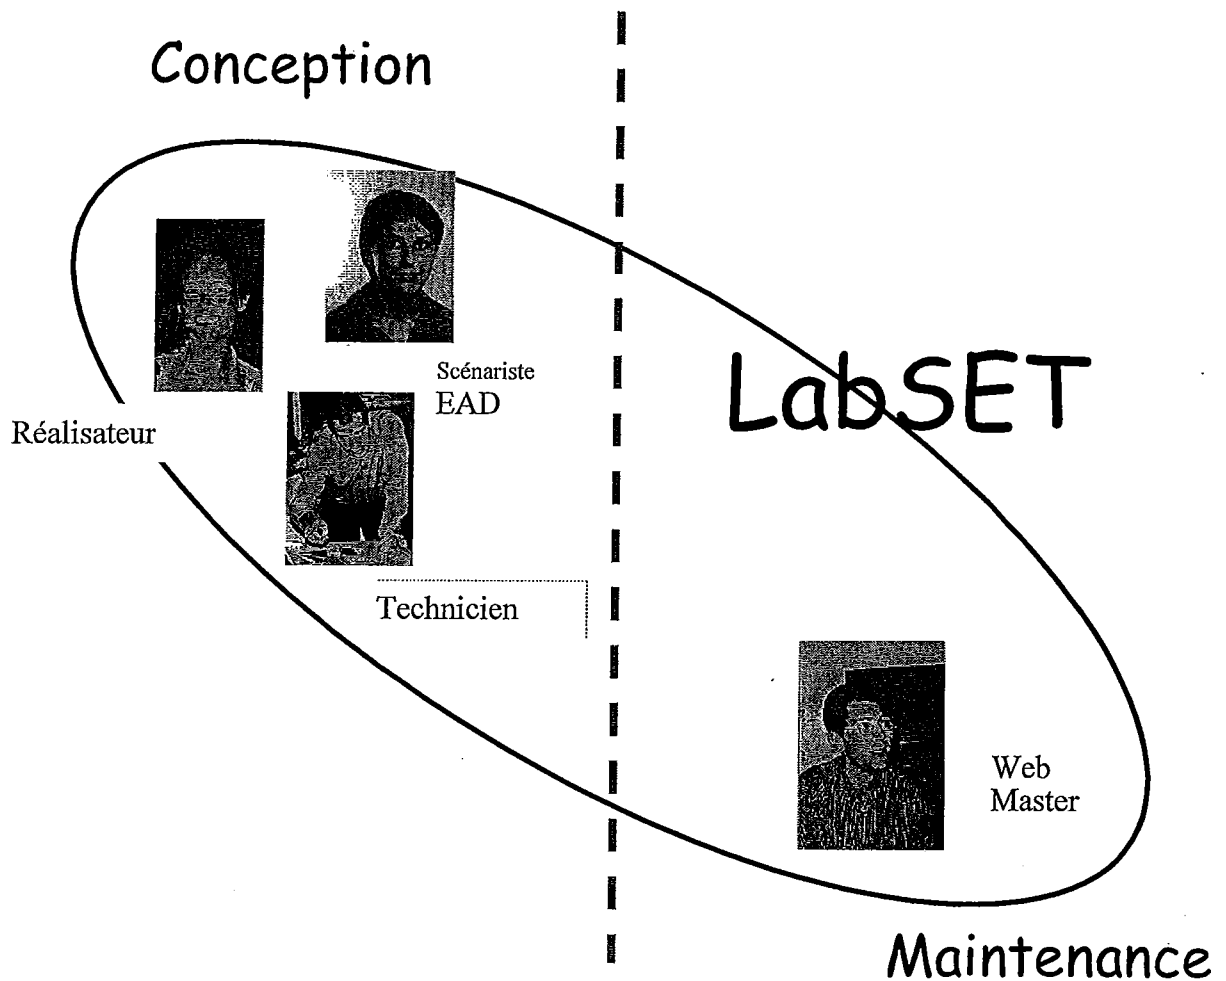 Conception
LabSET
Scénariste
EAD
Réalisateur
Technicien
Web
Master
Maintenance